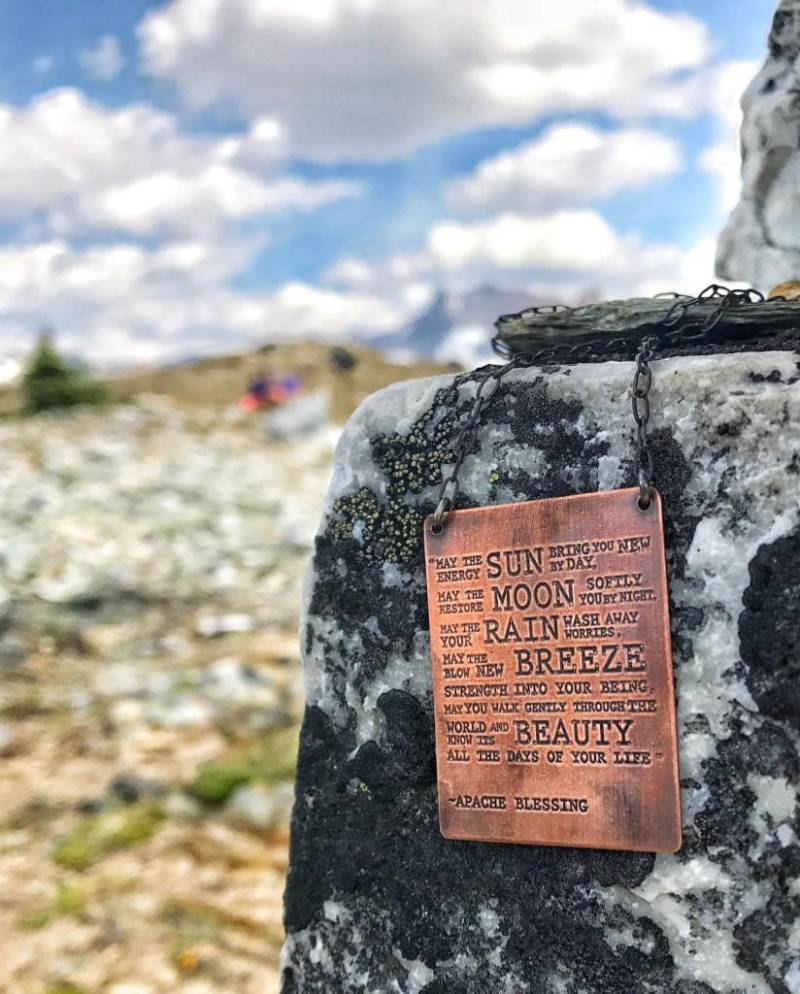 "MAY THE SUN BRING YOU NEW
ENERGY BY DAY,
MAY THE MOON SOFTLY
RESTORE YOU BY NIGHT.
MAY THE RAIN WASH AWAY
YOUR WORRIES.
MAY THE BREEZE
BLOW NEW
STRENGTH INTO YOUR BEING.
MAY YOU WALK GENTLY THROUGH THE
WORLD AND BEAUTY
KNOW ITS
ALL THE DAYS OF YOUR LIFE"
~APACHE BLESSING